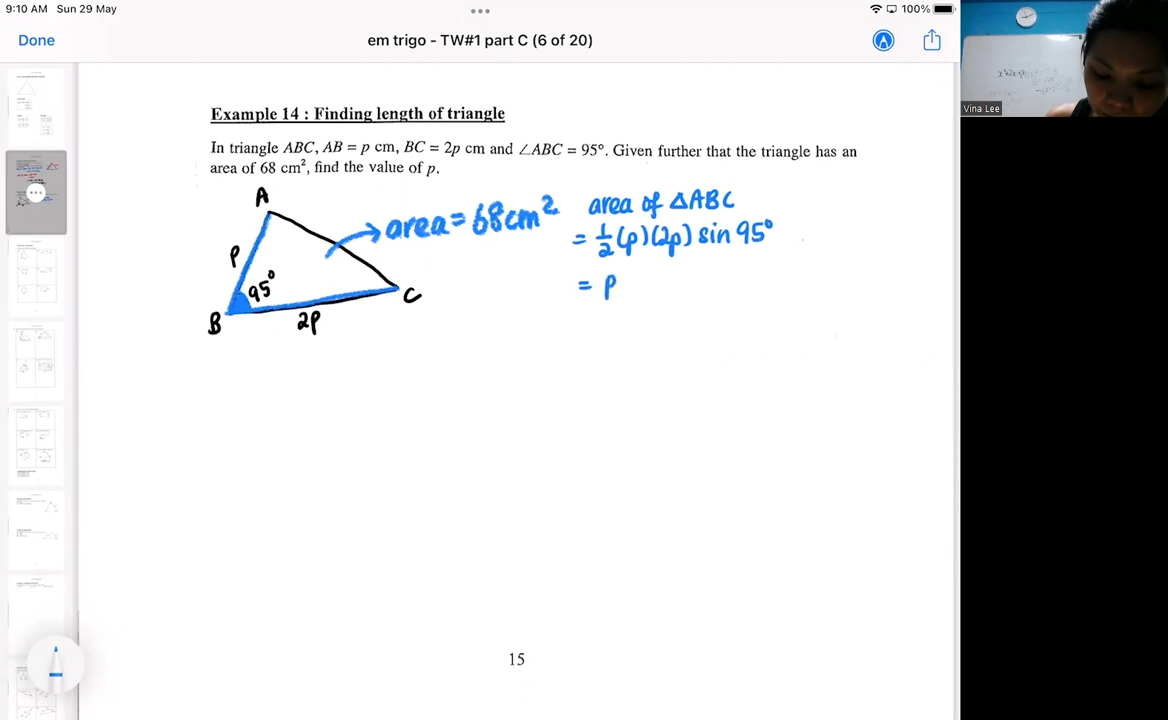 9:10 AM Sun 29 May
100%
Done
em trigo - TW#1 part C (6 of 20)
Vina Lee
Example 14 : Finding length of triangle
In triangle ABC, AB = p cm, BC = 2p cm and ∠ABC = 95°. Given further that the triangle has an
area of 68 cm², find the value of p.
A
area = 68cm²
area of △ABC
= 1/2 (p)(2p) sin 95°
= p
P
95°
B
2P
C
15